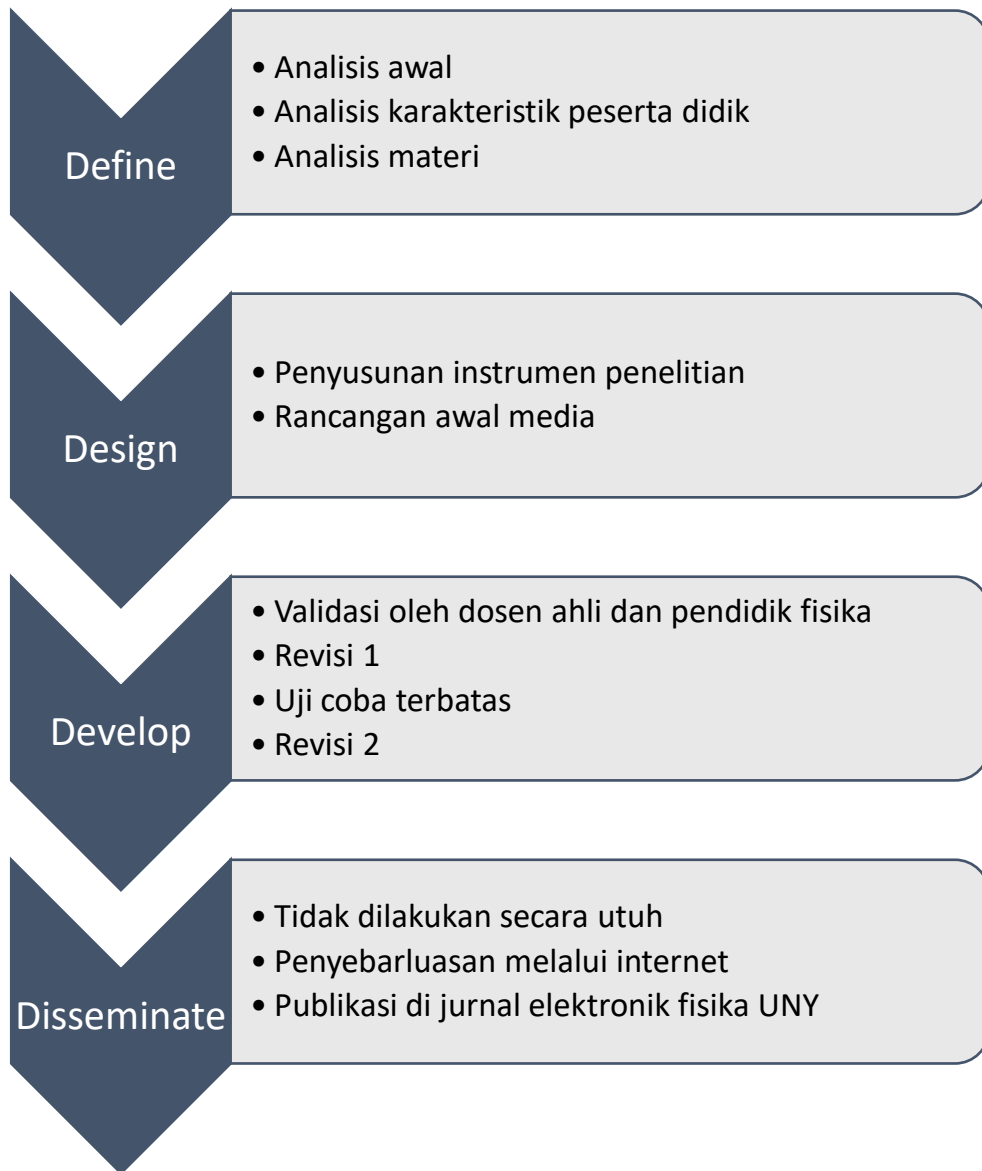 Define
• Analisis awal
• Analisis karakteristik peserta didik
• Analisis materi
Design
• Penyusunan instrumen penelitian
• Rancangan awal media
Develop
• Validasi oleh dosen ahli dan pendidik fisika
• Revisi 1
• Uji coba terbatas
• Revisi 2
Disseminate
• Tidak dilakukan secara utuh
• Penyebarluasan melalui internet
• Publikasi di jurnal elektronik fisika UNY